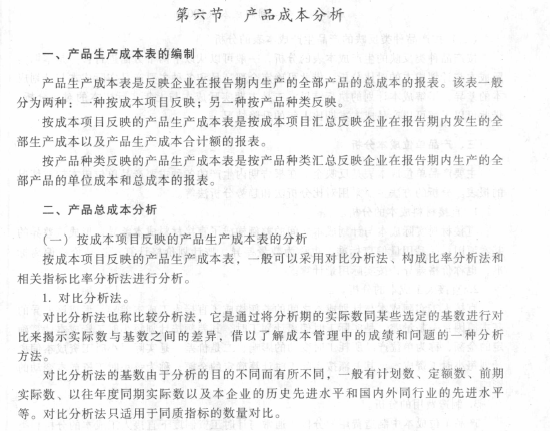 第六节 产品成本分析
一、产品生产成本表的编制
产品生产成本表是反映企业在报告期内生产的全部产品的总成本的报表。该表一般
分为两种：一种按成本项目反映；另一种按产品种类反映。
按成本项目反映的产品生产成本表是按成本项目汇总反映企业在报告期内发生的全
部生产成本以及产品生产成本合计额的报表。
按产品种类反映的产品生产成本表是按产品种类汇总反映企业在报告期内生产的全
部产品的单位成本和总成本的报表。
二、产品总成本分析
（一）按成本项目反映的产品生产成本表的分析
按成本项目反映的产品生产成本表，一般可以采用对比分析法、构成比率分析法和
相关指标比率分析法进行分析。
1. 对比分析法。
对比分析法也称比较分析法，它是通过将分析期的实际数同某些选定的基数进行对
比来揭示实际数与基数之间的差异，借以了解成本管理中的成绩和问题的一种分析
方法。
对比分析法的基数由于分析的目的不同而有所不同，一般有计划数、定额数、前期
实际数、以往年度同期实际数以及本企业的历史先进水平和国内外同行业的先进水平
等。对比分析法只适用于同质指标的数量对比。